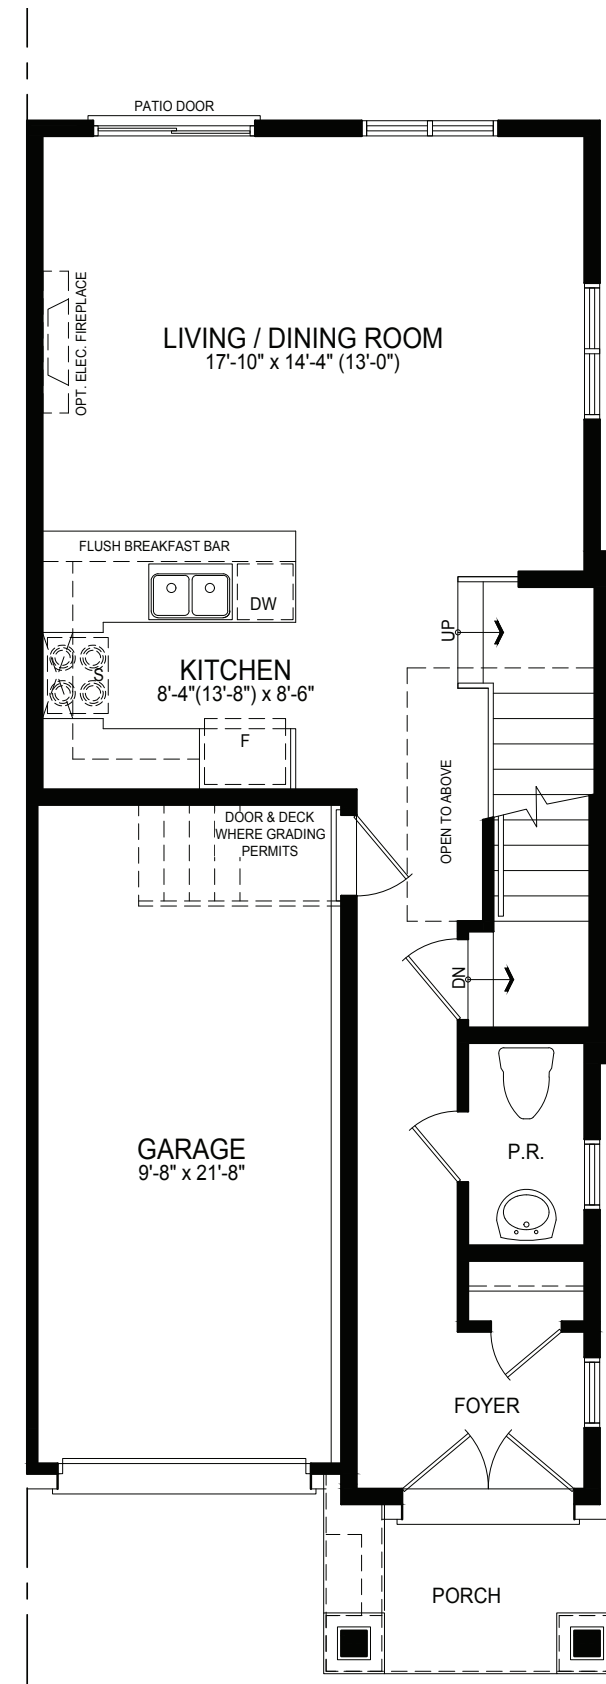 PATIO DOOR
OPT. ELEC. FIREPLACE
LIVING / DINING ROOM
17'-10" x 14'-4" (13'-0")
FLUSH BREAKFAST BAR
DW
UP
S
KITCHEN
8'-4"(13'-8") x 8'-6"
F
OPEN TO ABOVE
DOOR & DECK
WHERE GRADING
PERMITS
DN
GARAGE
9'-8" x 21'-8"
P.R.
FOYER
PORCH